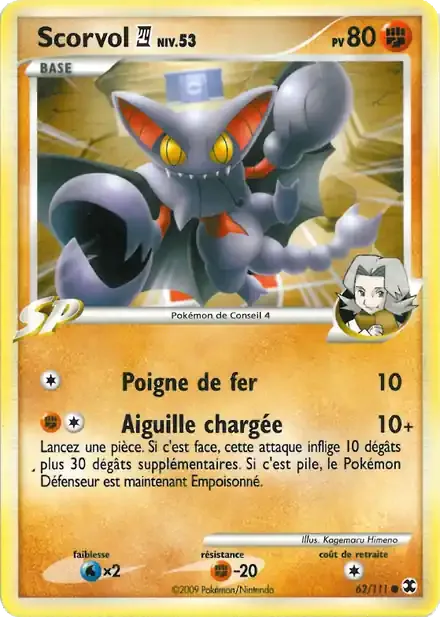 Scorvol 4 NIV.53 PV 80
BASE
Pokémon de Conseil 4
SP
Poigne de fer 10
Aiguille chargée 10+
Lancez une pièce. Si c'est face, cette attaque inflige 10 dégâts
plus 30 dégâts supplémentaires. Si c'est pile, le Pokémon
Défenseur est maintenant Empoisonné.
Illus. Kagemaru Himeno
faiblesse résistance coût de retraite
×2 -20
©2009 Pokémon/Nintendo 62/111